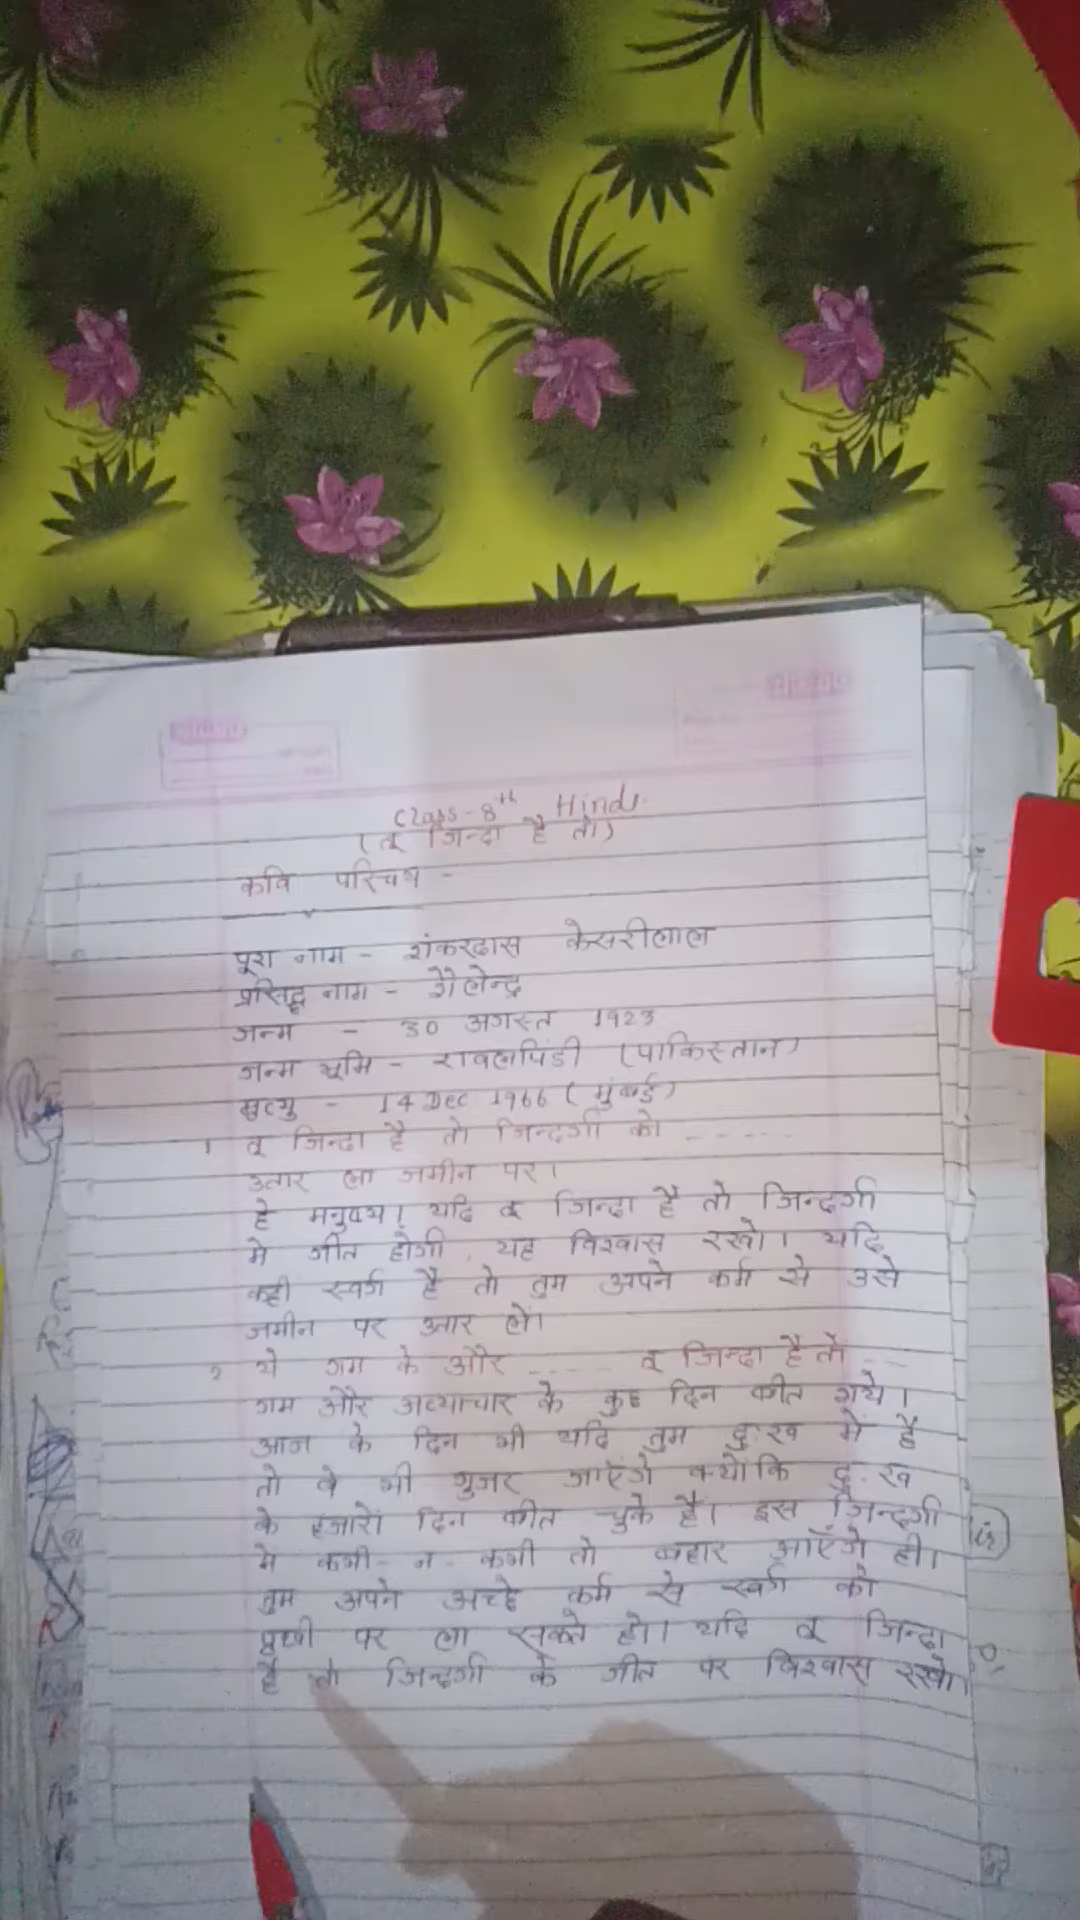 Class-8th Hindi
(तू जिन्दा है तो)
कवि परिचय -
पूरा नाम - शंकरदास केसरीलाल
प्रसिद्ध नाम - शैलेन्द्र
जन्म - 30 अगस्त 1923
जन्म भूमि - रावलपिंडी (पाकिस्तान)
मृत्यु - 14 Dec 1966 (मुंबई)
1 तू जिन्दा है तो जिन्दगी की ------
उतार ला जमीन पर।
हे मनुष्य! यदि तू जिन्दा है तो जिन्दगी
मे जीत होगी, यह विश्वास रखो। यदि
कही स्वर्ग है तो तुम अपने कर्म से उसे
जमीन पर उतार लो।
2 ये गम के और ----- तू जिन्दा है तो --
गम और अत्याचार के कुछ दिन बीत गये।
आज के दिन भी यदि तुम दुःख में है
तो वे भी गुजर जाएंगे क्योकि दुःख
के हजारो दिन बीत चुके है। इस जिन्दगी
मे कभी-न-कभी तो बहार आएंगे ही।
तुम अपने अच्छे कर्म से स्वर्ग को
पृथ्वी पर ला सकते हो। यदि तू जिन्दा
है तो जिन्दगी के जीत पर विश्वास रखो।